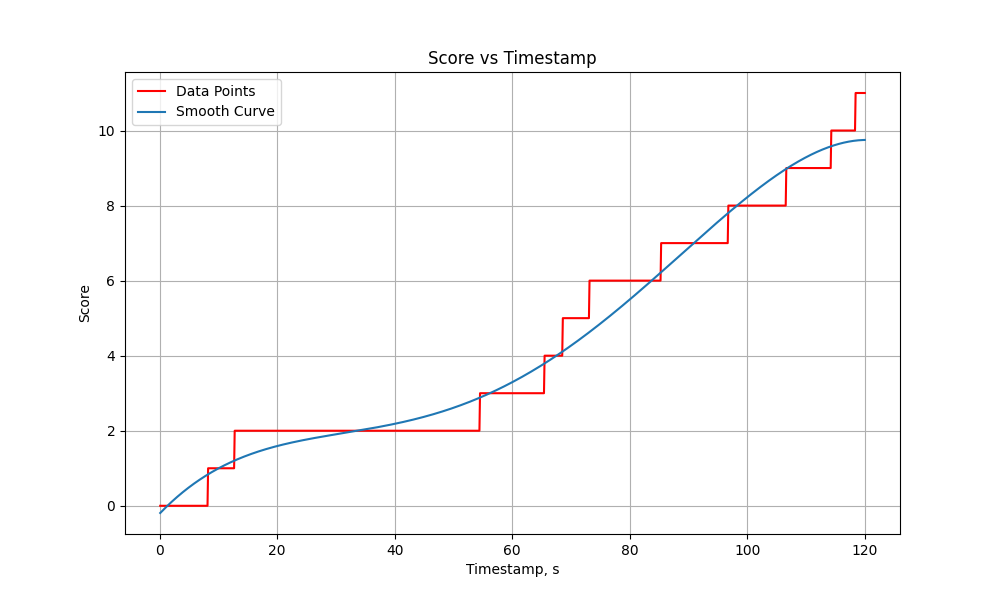 Score vs Timestamp
Data Points
Smooth Curve
10
8
6
4
2
0
Score
0 20 40 60 80 100 120
Timestamp, s